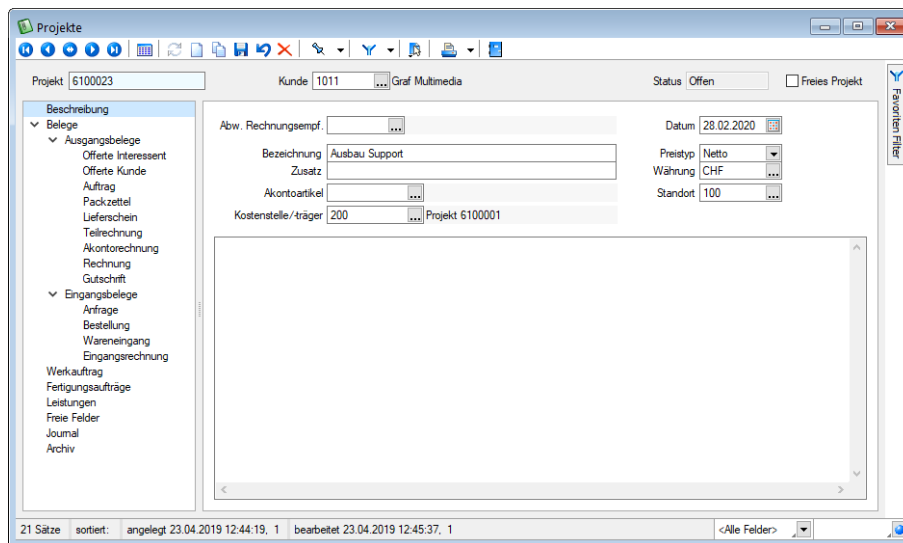 Projekte
Projekt 6100023 Kunde 1011 ... Graf Multimedia Status Offen Freies Projekt
Favoriten Filter
Beschreibung
Belege
Ausgangsbelege
Offerte Interessent
Offerte Kunde
Auftrag
Packzettel
Lieferschein
Teilrechnung
Akontorechnung
Rechnung
Gutschrift
Eingangsbelege
Anfrage
Bestellung
Wareneingang
Eingangsrechnung
Werkauftrag
Fertigungsaufträge
Leistungen
Freie Felder
Journal
Archiv
Abw. Rechnungsempf. ... Datum 28.02.2020
Bezeichnung Ausbau Support Preistyp Netto
Zusatz Währung CHF ...
Akontoartikel ... Standort 100 ...
Kostenstelle/-träger 200 ... Projekt 6100001
21 Sätze sortiert: angelegt 23.04.2019 12:44:19, 1 bearbeitet 23.04.2019 12:45:37, 1 <Alle Felder>